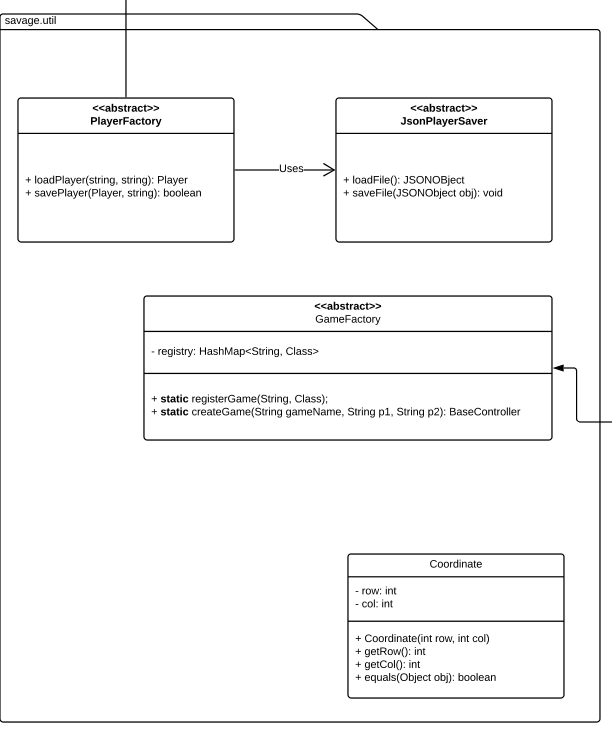 savage.util
<<abstract>>
PlayerFactory
+ loadPlayer(string, string): Player
+ savePlayer(Player, string): boolean
Uses
<<abstract>>
JsonPlayerSaver
+ loadFile(): JSONOBject
+ saveFile(JSONObject obj): void
<<abstract>>
GameFactory
- registry: HashMap<String, Class>
+ static registerGame(String, Class);
+ static createGame(String gameName, String p1, String p2): BaseController
Coordinate
- row: int
- col: int
+ Coordinate(int row, int col)
+ getRow(): int
+ getCol(): int
+ equals(Object obj): boolean